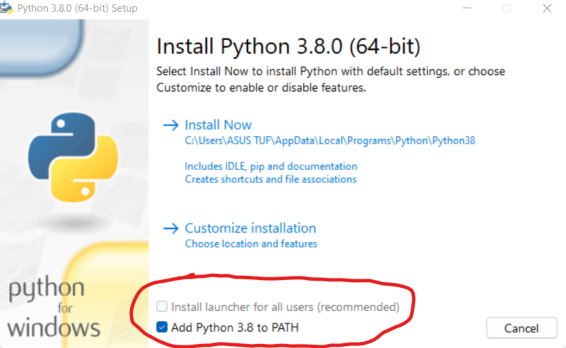 Python 3.8.0 (64-bit) Setup
Install Python 3.8.0 (64-bit)
Select Install Now to install Python with default settings, or choose
Customize to enable or disable features.
Install Now
C:\Users\ASUS TUF\AppData\Local\Programs\Python\Python38
Includes IDLE, pip and documentation
Creates shortcuts and file associations
Customize installation
Choose location and features
python
for
windows
Install launcher for all users (recommended)
Add Python 3.8 to PATH
Cancel